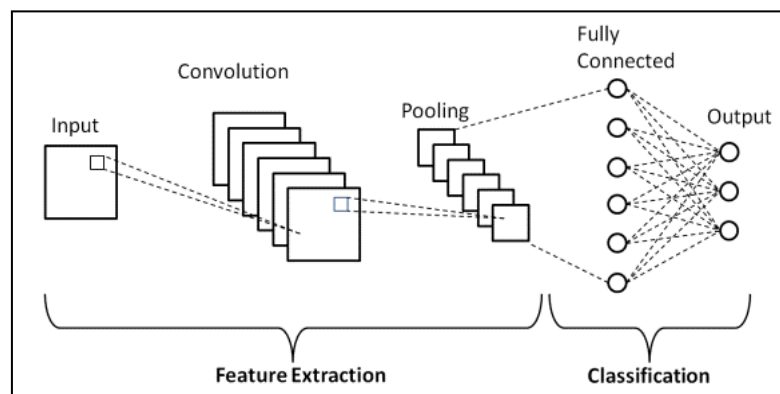 Input
Convolution
Pooling
Fully
Connected
Output
Feature Extraction
Classification